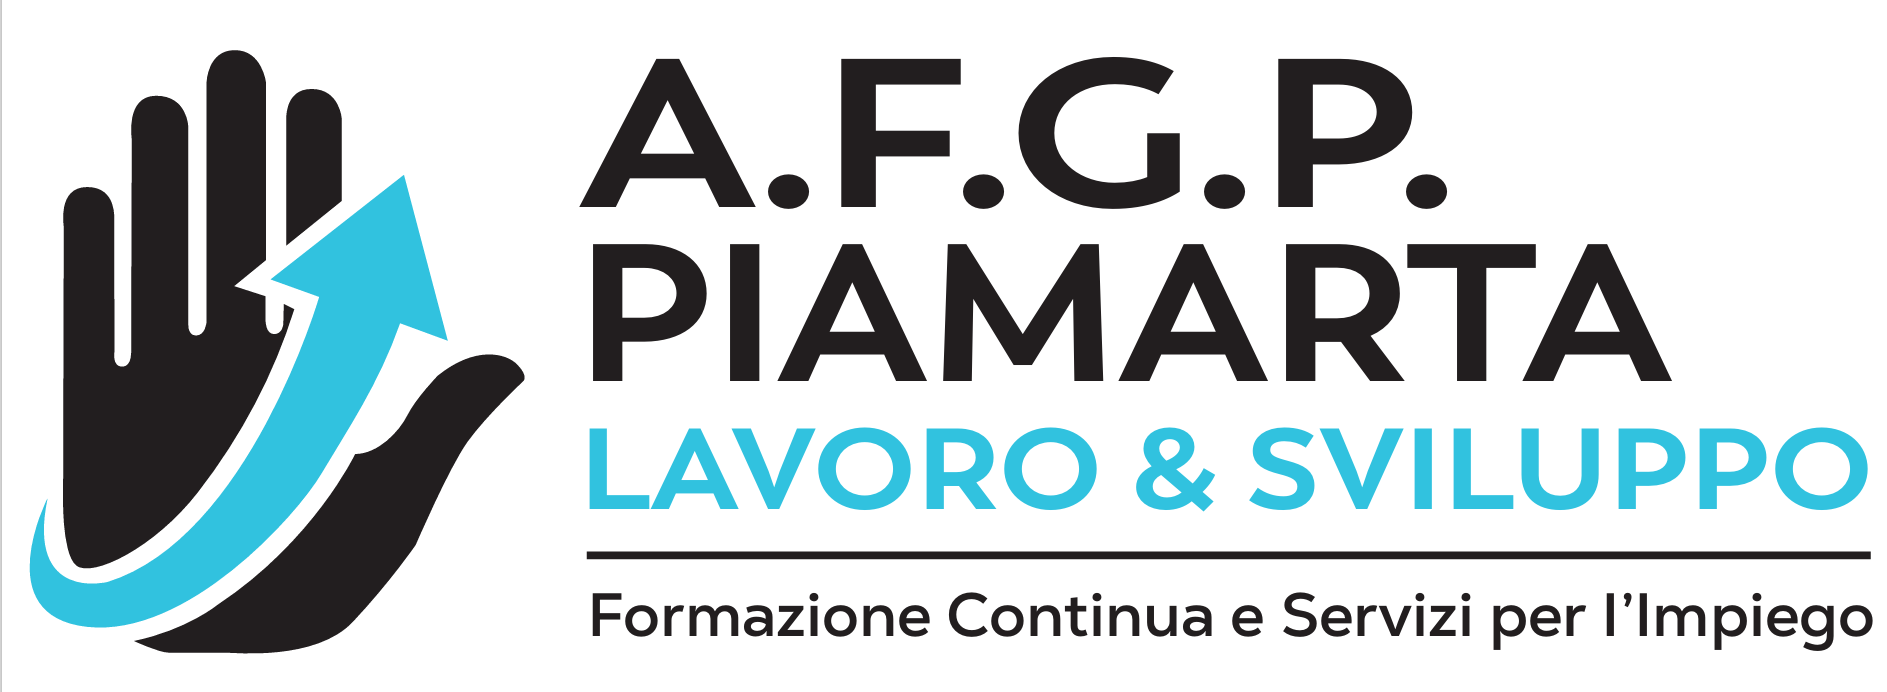 A.F.G.P.
PIAMARTA
LAVORO & SVILUPPO
Formazione Continua e Servizi per l’Impiego